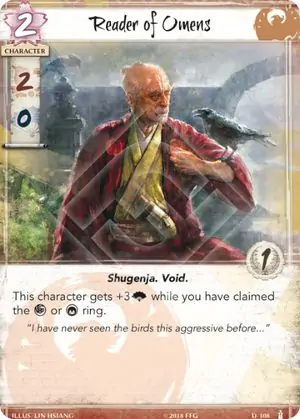 Reader of Omens
2
CHARACTER
2
0
1
Shugenja. Void.
This character gets +3 while you have claimed
the or ring.
"I have never seen the birds this aggressive before..."
ILLUS. LIN HSIANG
©2018 FFG